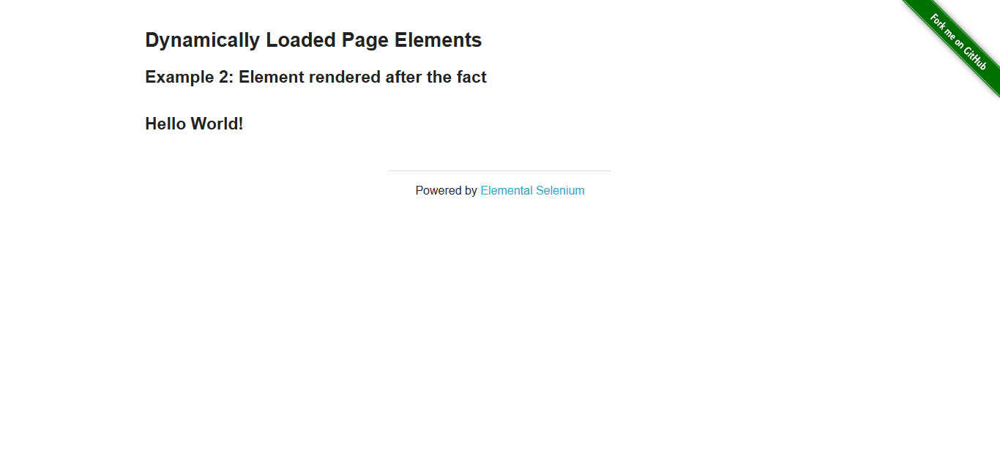 Dynamically Loaded Page Elements
Fork me on GitHub
Example 2: Element rendered after the fact
Hello World!
Powered by Elemental Selenium